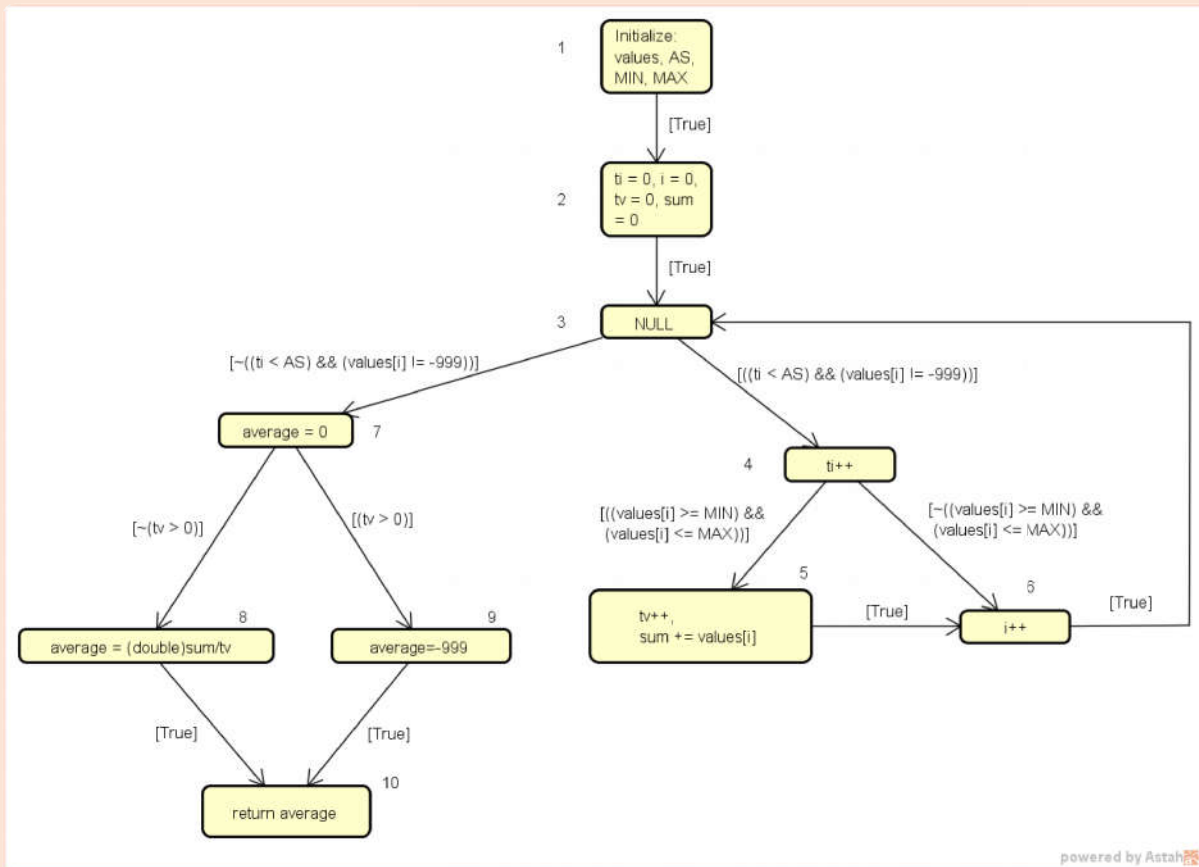 1
Initialize:
values, AS,
MIN, MAX
[True]
2
ti = 0, i = 0,
tv = 0, sum
= 0
[True]
3
NULL
[~((ti < AS) && (values[i] != -999))]
[((ti < AS) && (values[i] != -999))]
average = 0
7
4
ti++
[~(tv > 0)]
[(tv > 0)]
[((values[i] >= MIN) &&
(values[i] <= MAX))]
[~((values[i] >= MIN) &&
(values[i] <= MAX))]
5
6
8
9
average = (double)sum/tv
average=-999
tv++,
sum += values[i]
[True]
i++
[True]
[True]
[True]
10
return average
powered by Astah